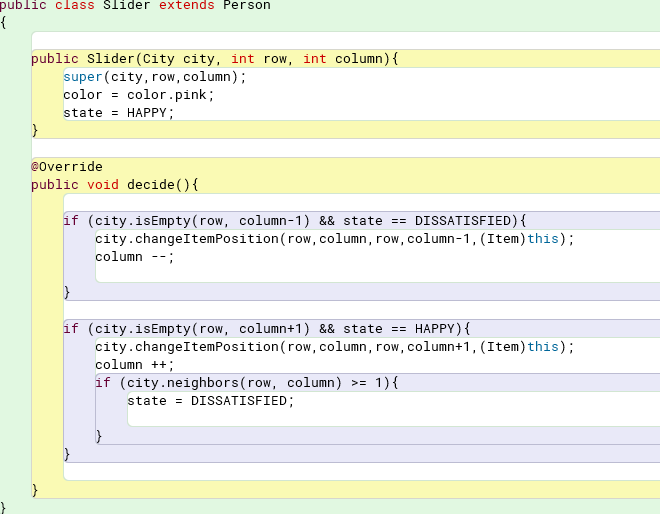 public class Slider extends Person
{
public Slider(City city, int row, int column){
super(city,row,column);
color = color.pink;
state = HAPPY;
}
@Override
public void decide(){
if (city.isEmpty(row, column-1) && state == DISSATISFIED){
city.changeItemPosition(row,column,row,column-1,(Item)this);
column --;
}
if (city.isEmpty(row, column+1) && state == HAPPY){
city.changeItemPosition(row,column,row,column+1,(Item)this);
column ++;
if (city.neighbors(row, column) >= 1){
state = DISSATISFIED;
}
}
}
}